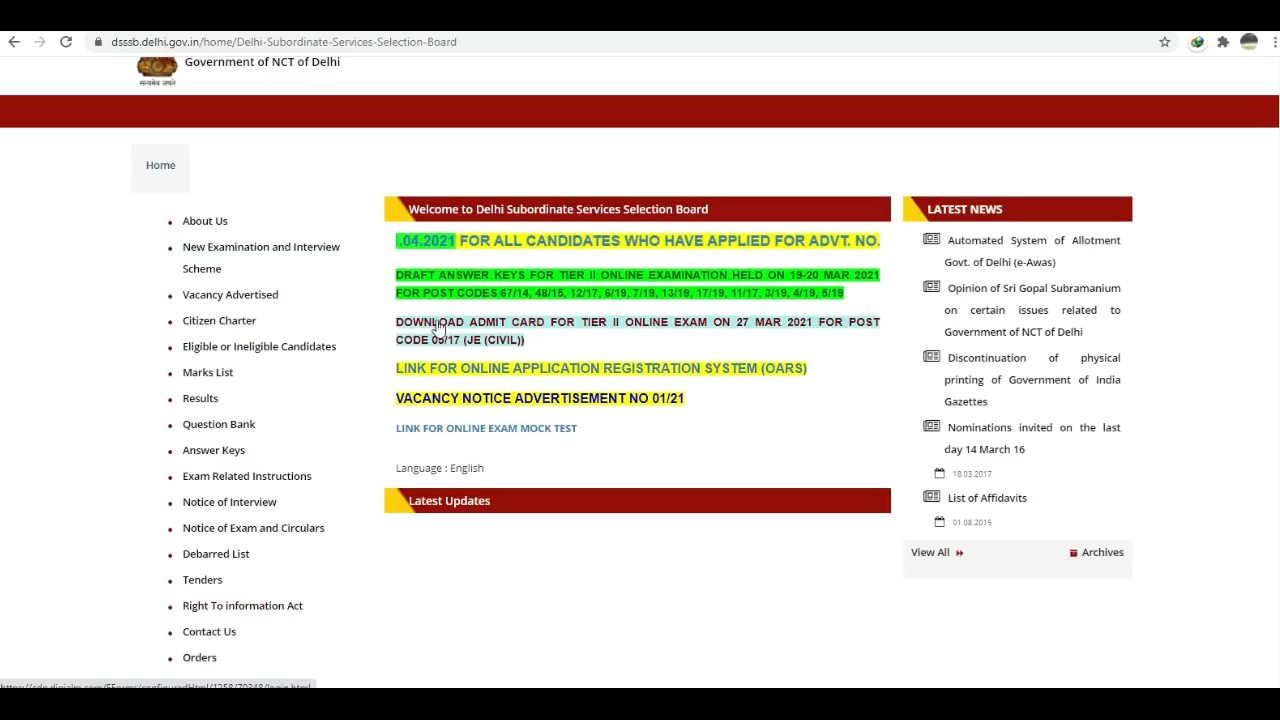 dsssb.delhi.gov.in/home/Delhi-Subordinate-Services-Selection-Board
Government of NCT of Delhi
सत्यमेव जयते
Home
About Us
New Examination and Interview
Scheme
Vacancy Advertised
Citizen Charter
Eligible or Ineligible Candidates
Marks List
Results
Question Bank
Answer Keys
Exam Related Instructions
Notice of Interview
Notice of Exam and Circulars
Debarred List
Tenders
Right To information Act
Contact Us
Orders
Welcome to Delhi Subordinate Services Selection Board
.04.2021 FOR ALL CANDIDATES WHO HAVE APPLIED FOR ADVT. NO.
DRAFT ANSWER KEYS FOR TIER II ONLINE EXAMINATION HELD ON 19-20 MAR 2021
FOR POST CODES 67/14, 48/15, 12/17, 6/19, 7/19, 13/19, 17/19, 11/17, 3/19, 4/19, 5/19
DOWNLOAD ADMIT CARD FOR TIER II ONLINE EXAM ON 27 MAR 2021 FOR POST
CODE 05/17 (JE (CIVIL))
LINK FOR ONLINE APPLICATION REGISTRATION SYSTEM (OARS)
VACANCY NOTICE ADVERTISEMENT NO 01/21
LINK FOR ONLINE EXAM MOCK TEST
Language : English
Latest Updates
LATEST NEWS
Automated System of Allotment
Govt. of Delhi (e-Awas)
Opinion of Sri Gopal Subramanium
on certain issues related to
Government of NCT of Delhi
Discontinuation of physical
printing of Government of India
Gazettes
Nominations invited on the last
day 14 March 16
18.03.2017
List of Affidavits
01.08.2015
View All
Archives